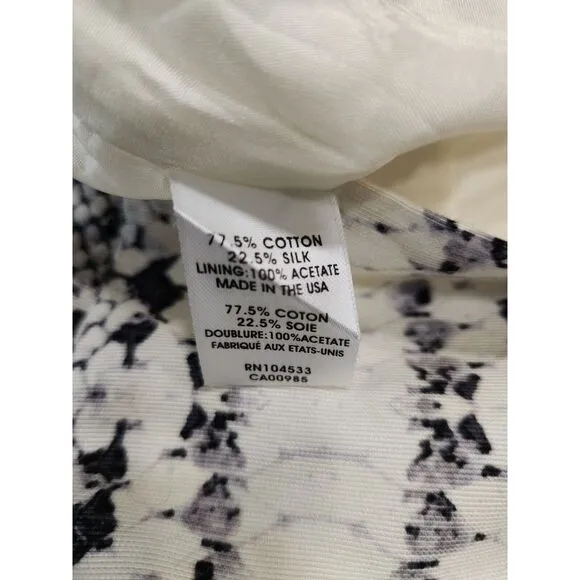 77.5% COTTON
22.5% SILK
LINING:100% ACETATE
MADE IN THE USA
77.5% COTON
22.5% SOIE
DOUBLURE:100%ACETATE
FABRIQUÉ AUX ETATS-UNIS
RN104533
CA00985